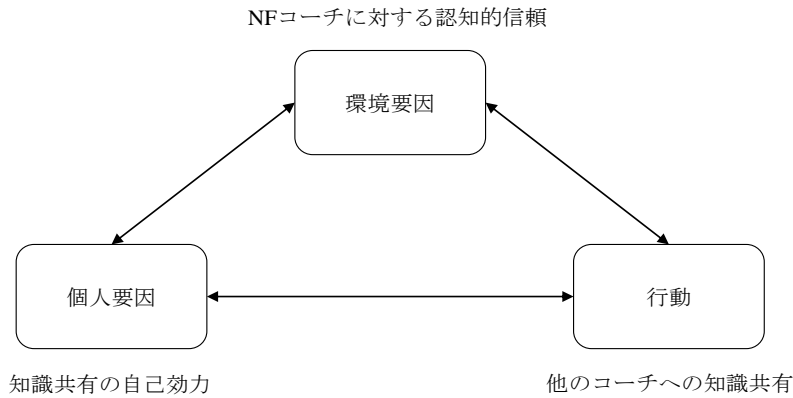 NFコーチに対する認知的信頼
環境要因
個人要因
行動
知識共有の自己効力
他のコーチへの知識共有